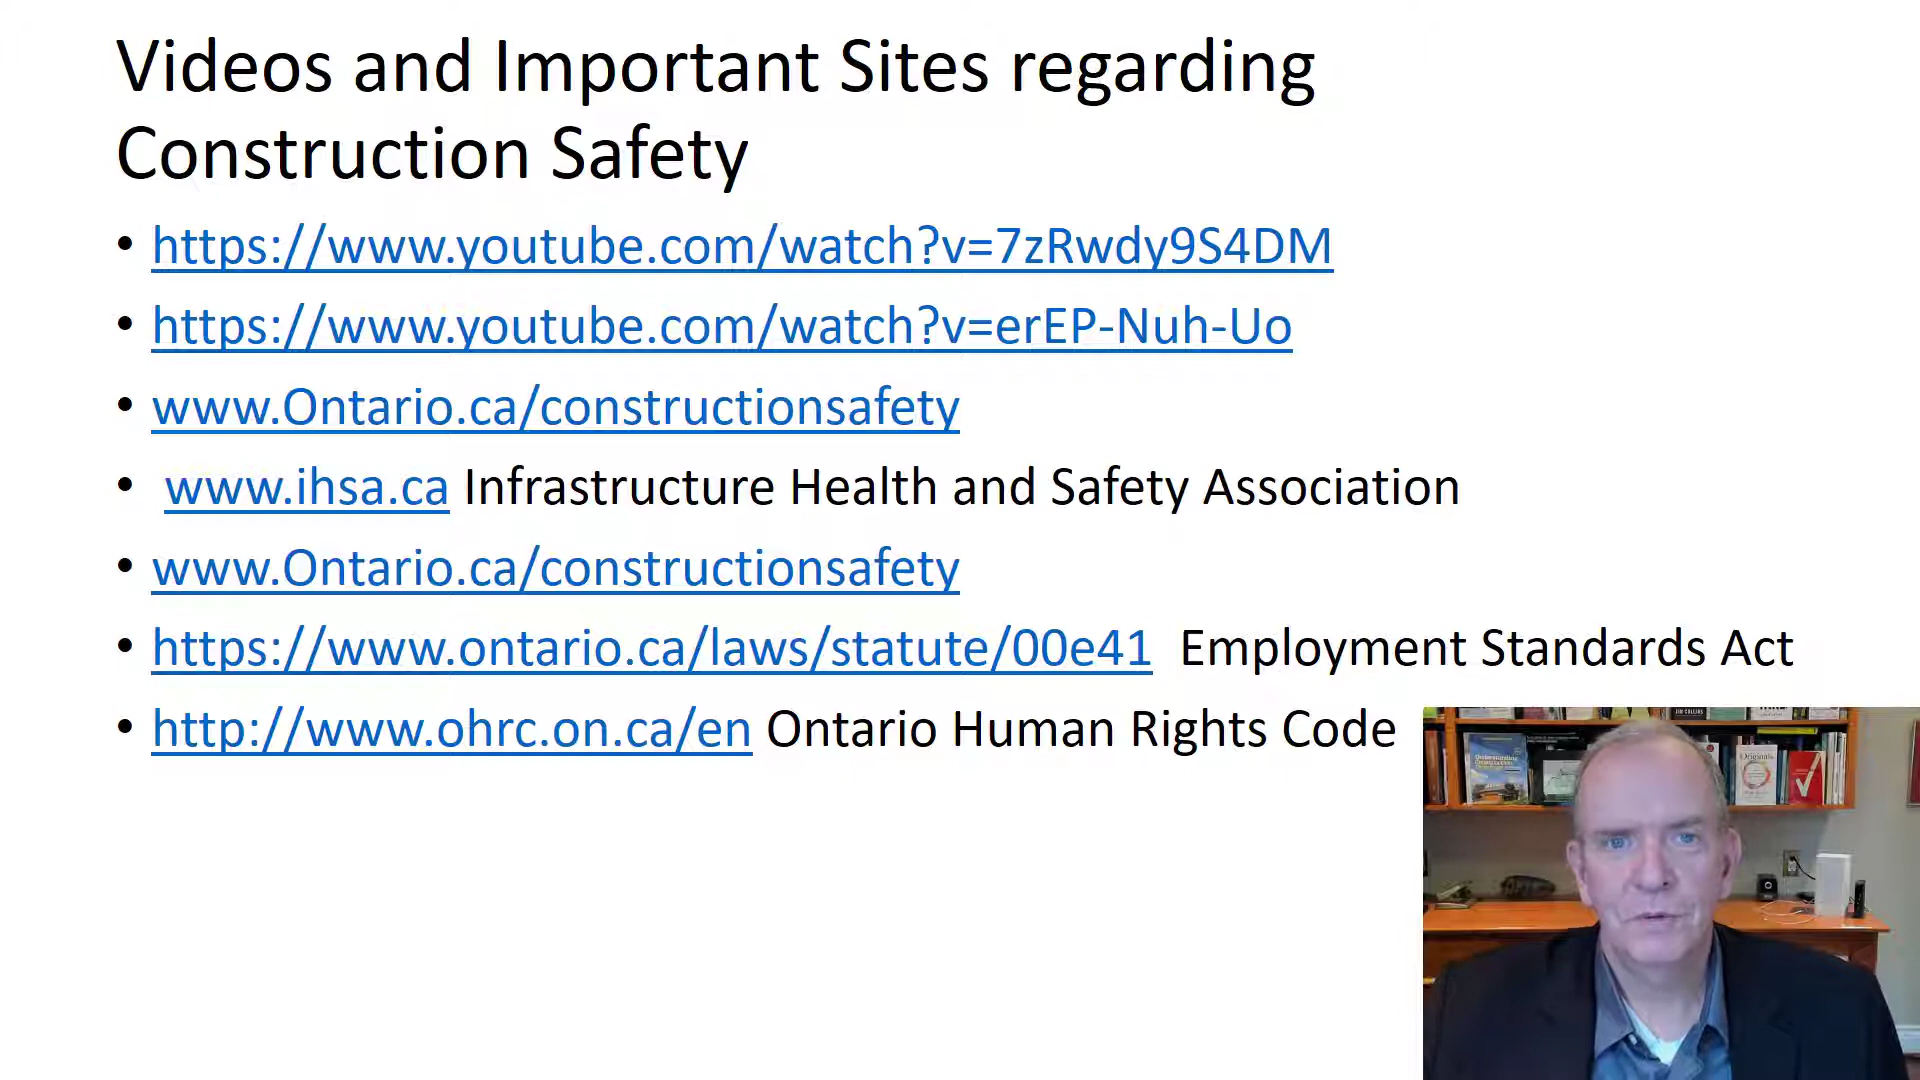 Videos and Important Sites regarding
Construction Safety
• https://www.youtube.com/watch?v=7zRwdy9S4DM
• https://www.youtube.com/watch?v=erEP-Nuh-Uo
• www.Ontario.ca/constructionsafety
• www.ihsa.ca Infrastructure Health and Safety Association
• www.Ontario.ca/constructionsafety
• https://www.ontario.ca/laws/statute/00e41 Employment Standards Act
• http://www.ohrc.on.ca/en Ontario Human Rights Code
JIM COLLINS
Originals